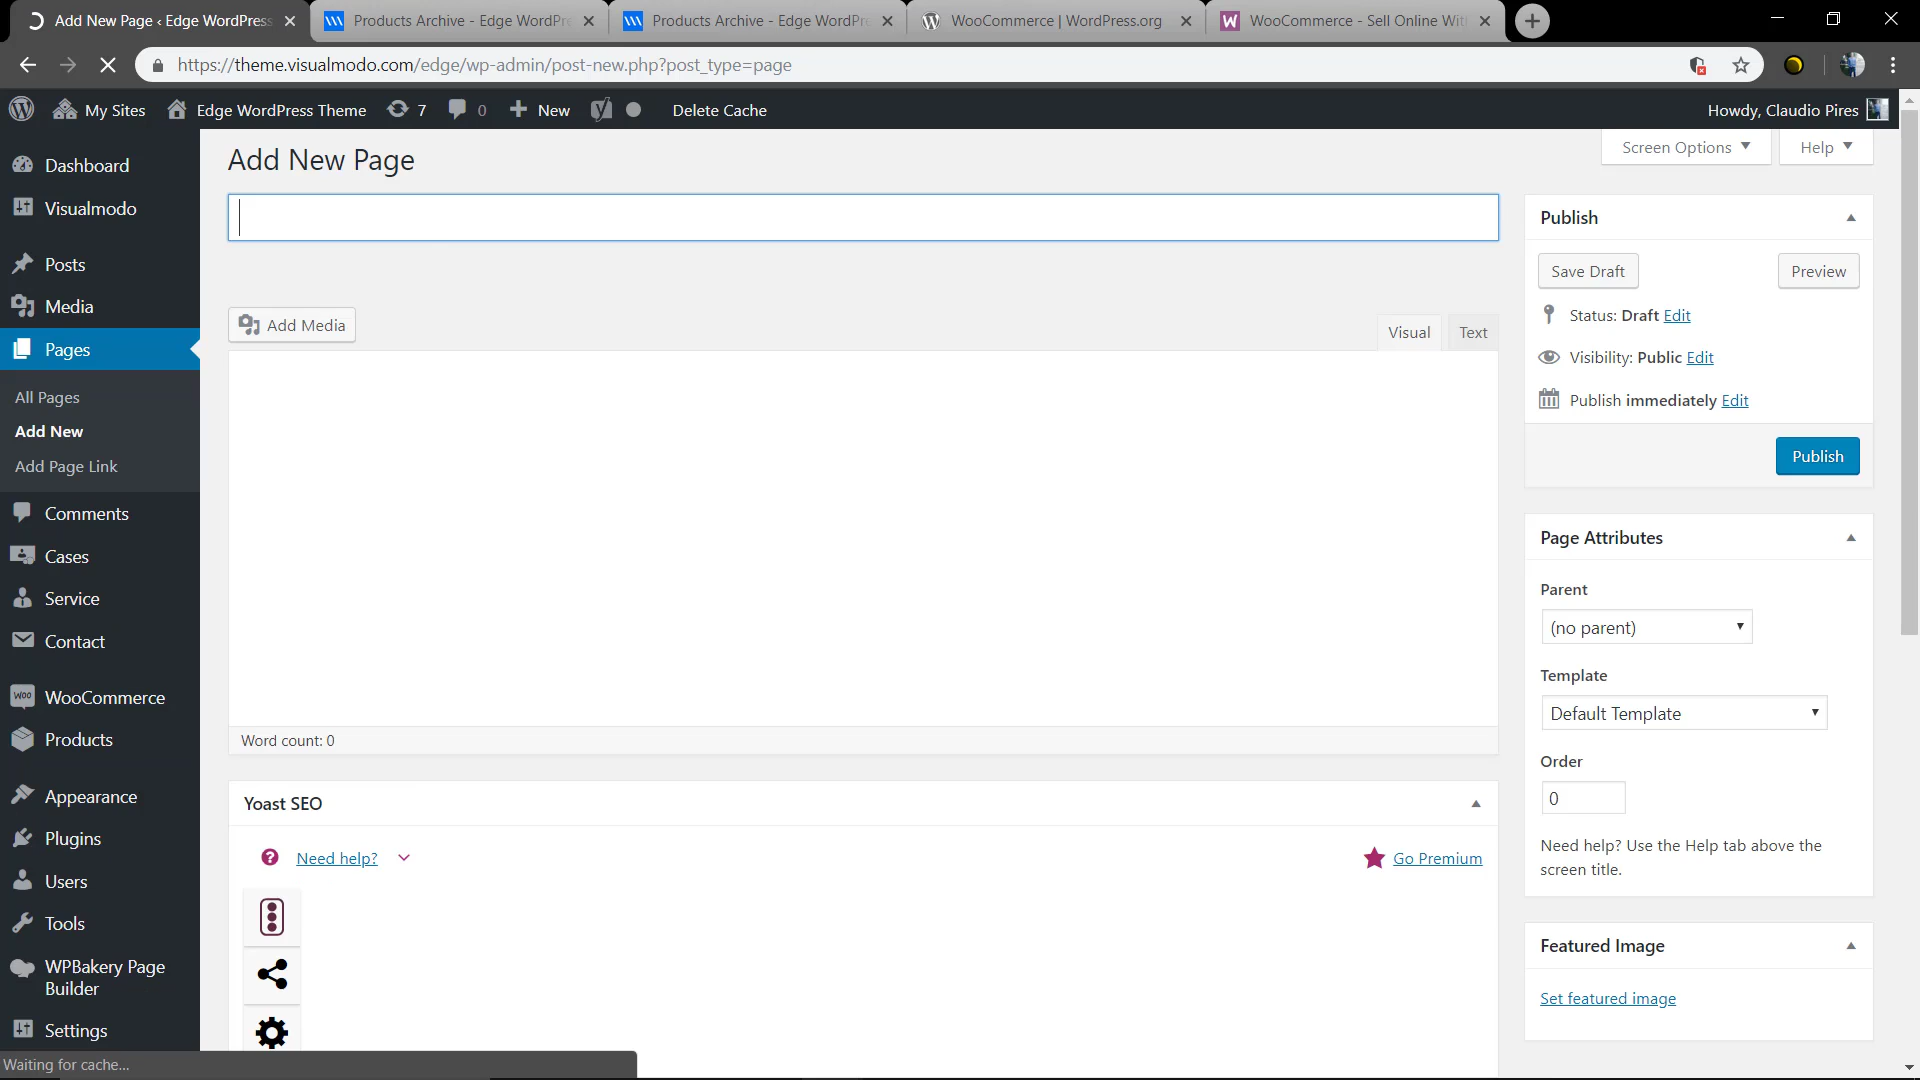 Add New Page ‹ Edge WordPress
Products Archive - Edge WordPre
Products Archive - Edge WordPre
WooCommerce | WordPress.org
WooCommerce - Sell Online Wit
https://theme.visualmodo.com/edge/wp-admin/post-new.php?post_type=page
My Sites
Edge WordPress Theme
7
0
New
Delete Cache
Howdy, Claudio Pires
Dashboard
Visualmodo
Posts
Media
Pages
All Pages
Add New
Add Page Link
Comments
Cases
Service
Contact
WooCommerce
Products
Appearance
Plugins
Users
Tools
WPBakery Page
Builder
Settings
Waiting for cache...
Add New Page
Screen Options
Help
Add Media
Visual
Text
Word count: 0
Yoast SEO
Need help?
Go Premium
Publish
Save Draft
Preview
Status: Draft Edit
Visibility: Public Edit
Publish immediately Edit
Publish
Page Attributes
Parent
(no parent)
Template
Default Template
Order
0
Need help? Use the Help tab above the
screen title.
Featured Image
Set featured image